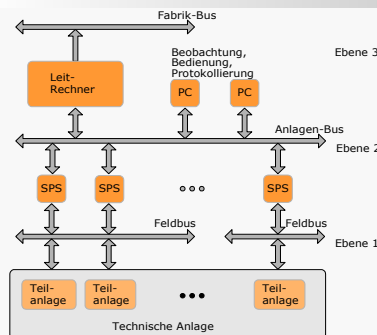 Fabrik-Bus
Beobachtung,
Bedienung,
Protokollierung
Ebene 3
Leit-
Rechner
PC
PC
Anlagen-Bus
Ebene 2
SPS
SPS
SPS
Feldbus
Feldbus
Ebene 1
Teil-
anlage
Teil-
anlage
Teil-
anlage
Technische Anlage